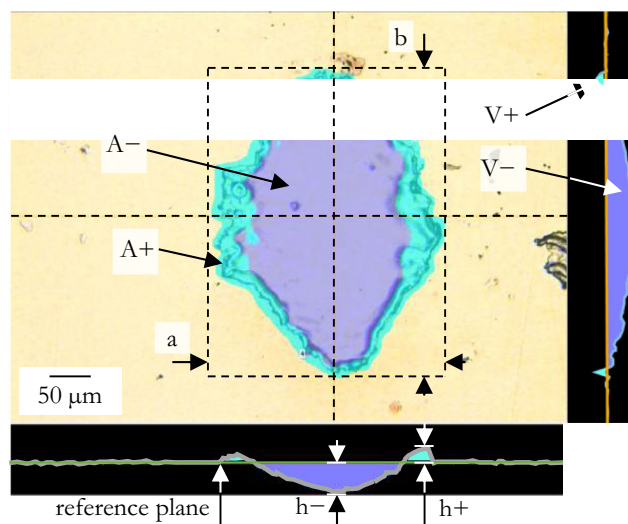 b
V+
A−
V−
A+
a
50 µm
reference plane
h−
h+